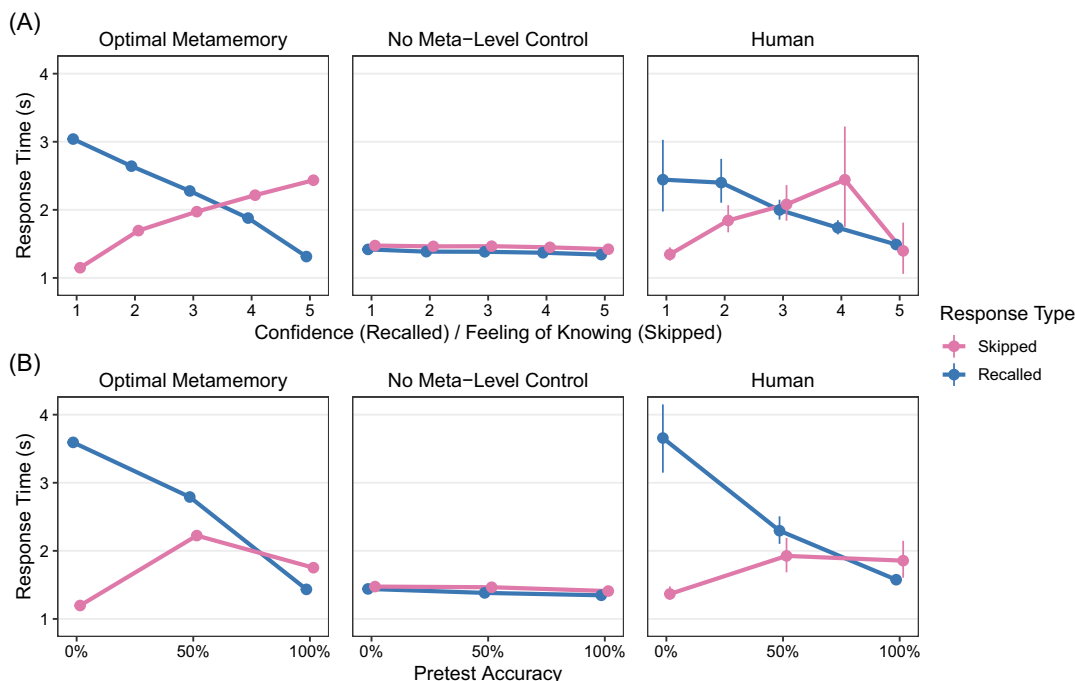 (A)
Optimal Metamemory No Meta−Level Control Human
Response Time (s)
4
3
2
1
1 2 3 4 5 1 2 3 4 5 1 2 3 4 5
Confidence (Recalled) / Feeling of Knowing (Skipped)
Response Type
Skipped
Recalled
(B)
Optimal Metamemory No Meta−Level Control Human
Response Time (s)
4
3
2
1
0% 50% 100% 0% 50% 100% 0% 50% 100%
Pretest Accuracy